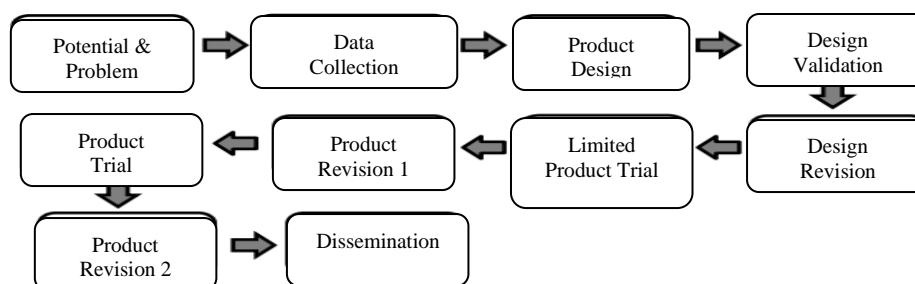 Potential &
Problem
Data
Collection
Product
Design
Design
Validation
Design
Revision
Limited
Product Trial
Product
Revision 1
Product
Trial
Product
Revision 2
Dissemination